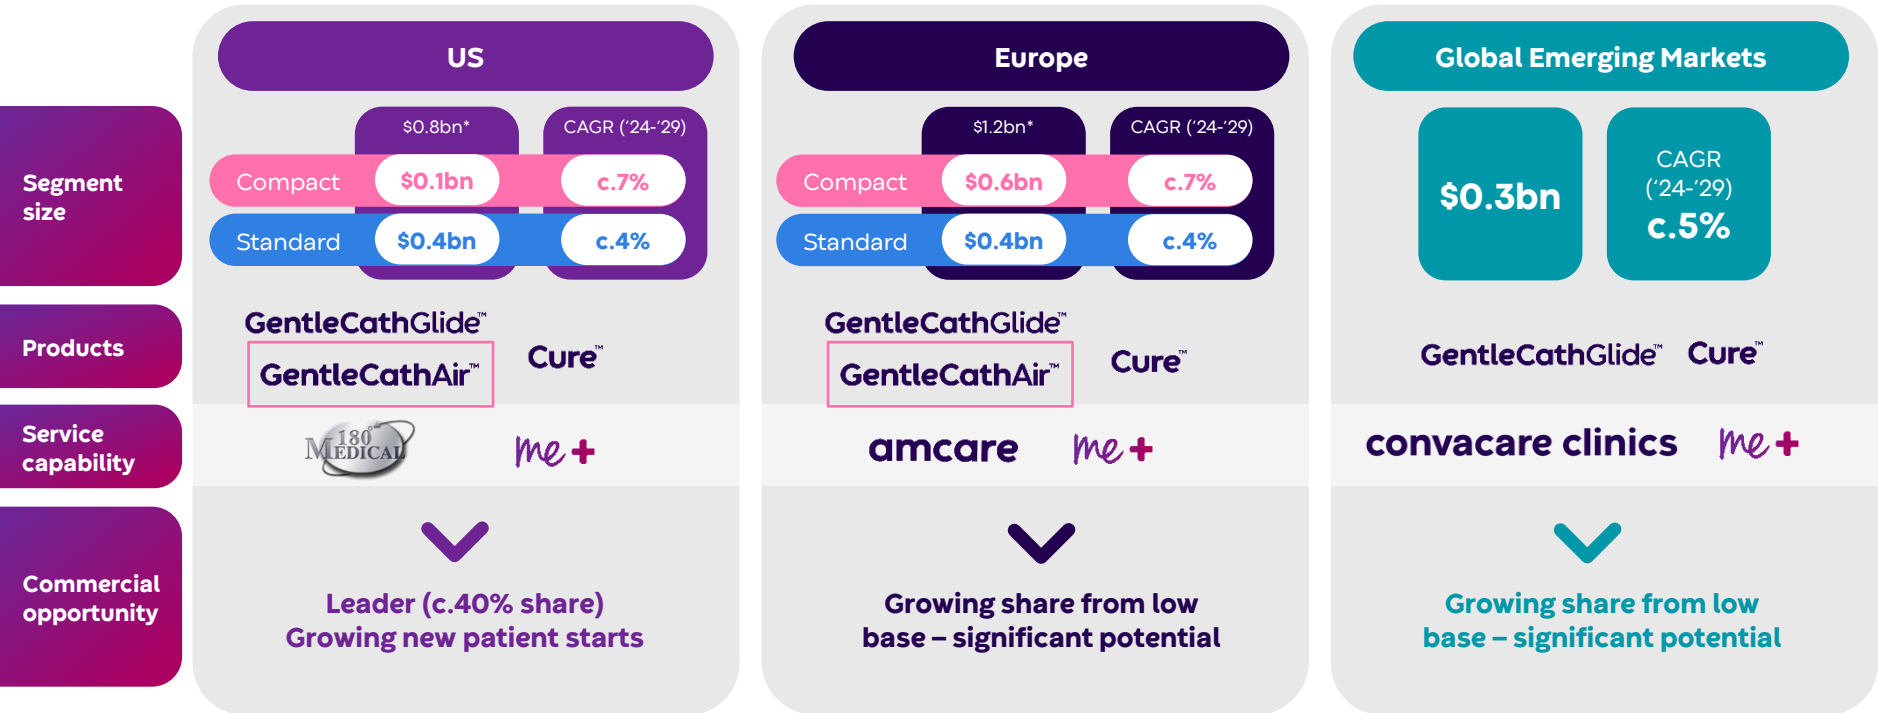 US
Europe
Global Emerging Markets
Segment
size
$0.8bn*
CAGR (‘24-’29)
Compact
$0.1bn
c.7%
Standard
$0.4bn
c.4%
$1.2bn*
CAGR (‘24-’29)
Compact
$0.6bn
c.7%
Standard
$0.4bn
c.4%
$0.3bn
CAGR
(‘24-’29)
c.5%
Products
GentleCathGlide™
GentleCathAir™
Cure™
GentleCathGlide™
GentleCathAir™
Cure™
GentleCathGlide™
Cure™
Service
capability
180°
MEDICAL
me+
amcare
me+
convacare clinics
me+
Commercial
opportunity
Leader (c.40% share)
Growing new patient starts
Growing share from low
base – significant potential
Growing share from low
base – significant potential